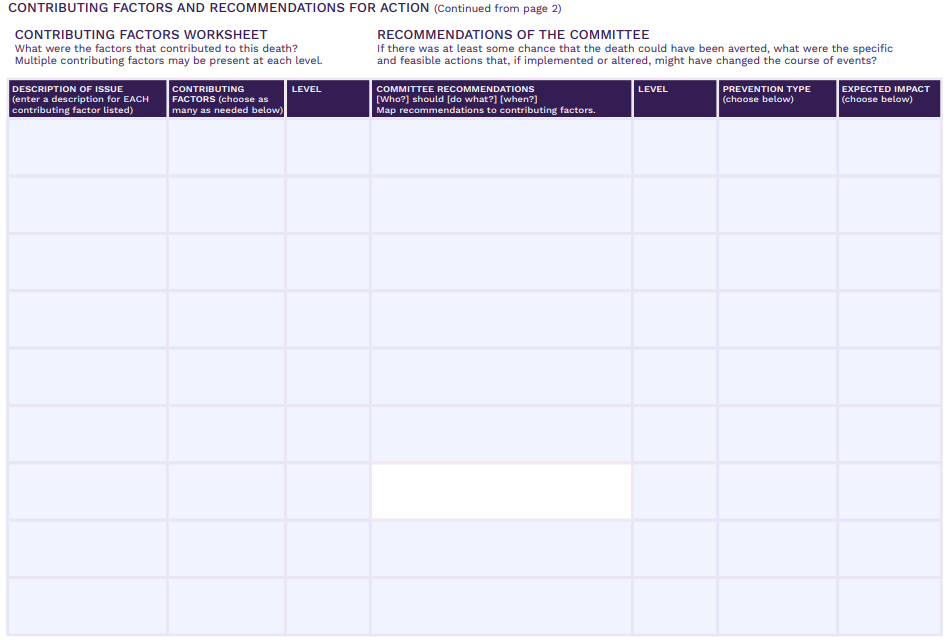 CONTRIBUTING FACTORS AND RECOMMENDATIONS FOR ACTION (Continued from page 2)
CONTRIBUTING FACTORS WORKSHEET
What were the factors that contributed to this death?
Multiple contributing factors may be present at each level.
RECOMMENDATIONS OF THE COMMITTEE
If there was at least some chance that the death could have been averted, what were the specific
and feasible actions that, if implemented or altered, might have changed the course of events?
DESCRIPTION OF ISSUE
(enter a description for EACH
contributing factor listed)
CONTRIBUTING
FACTORS (choose as
many as needed below)
LEVEL
COMMITTEE RECOMMENDATIONS
[Who?] should [do what?] [when?]
Map recommendations to contributing factors.
LEVEL
PREVENTION TYPE
(choose below)
EXPECTED IMPACT
(choose below)